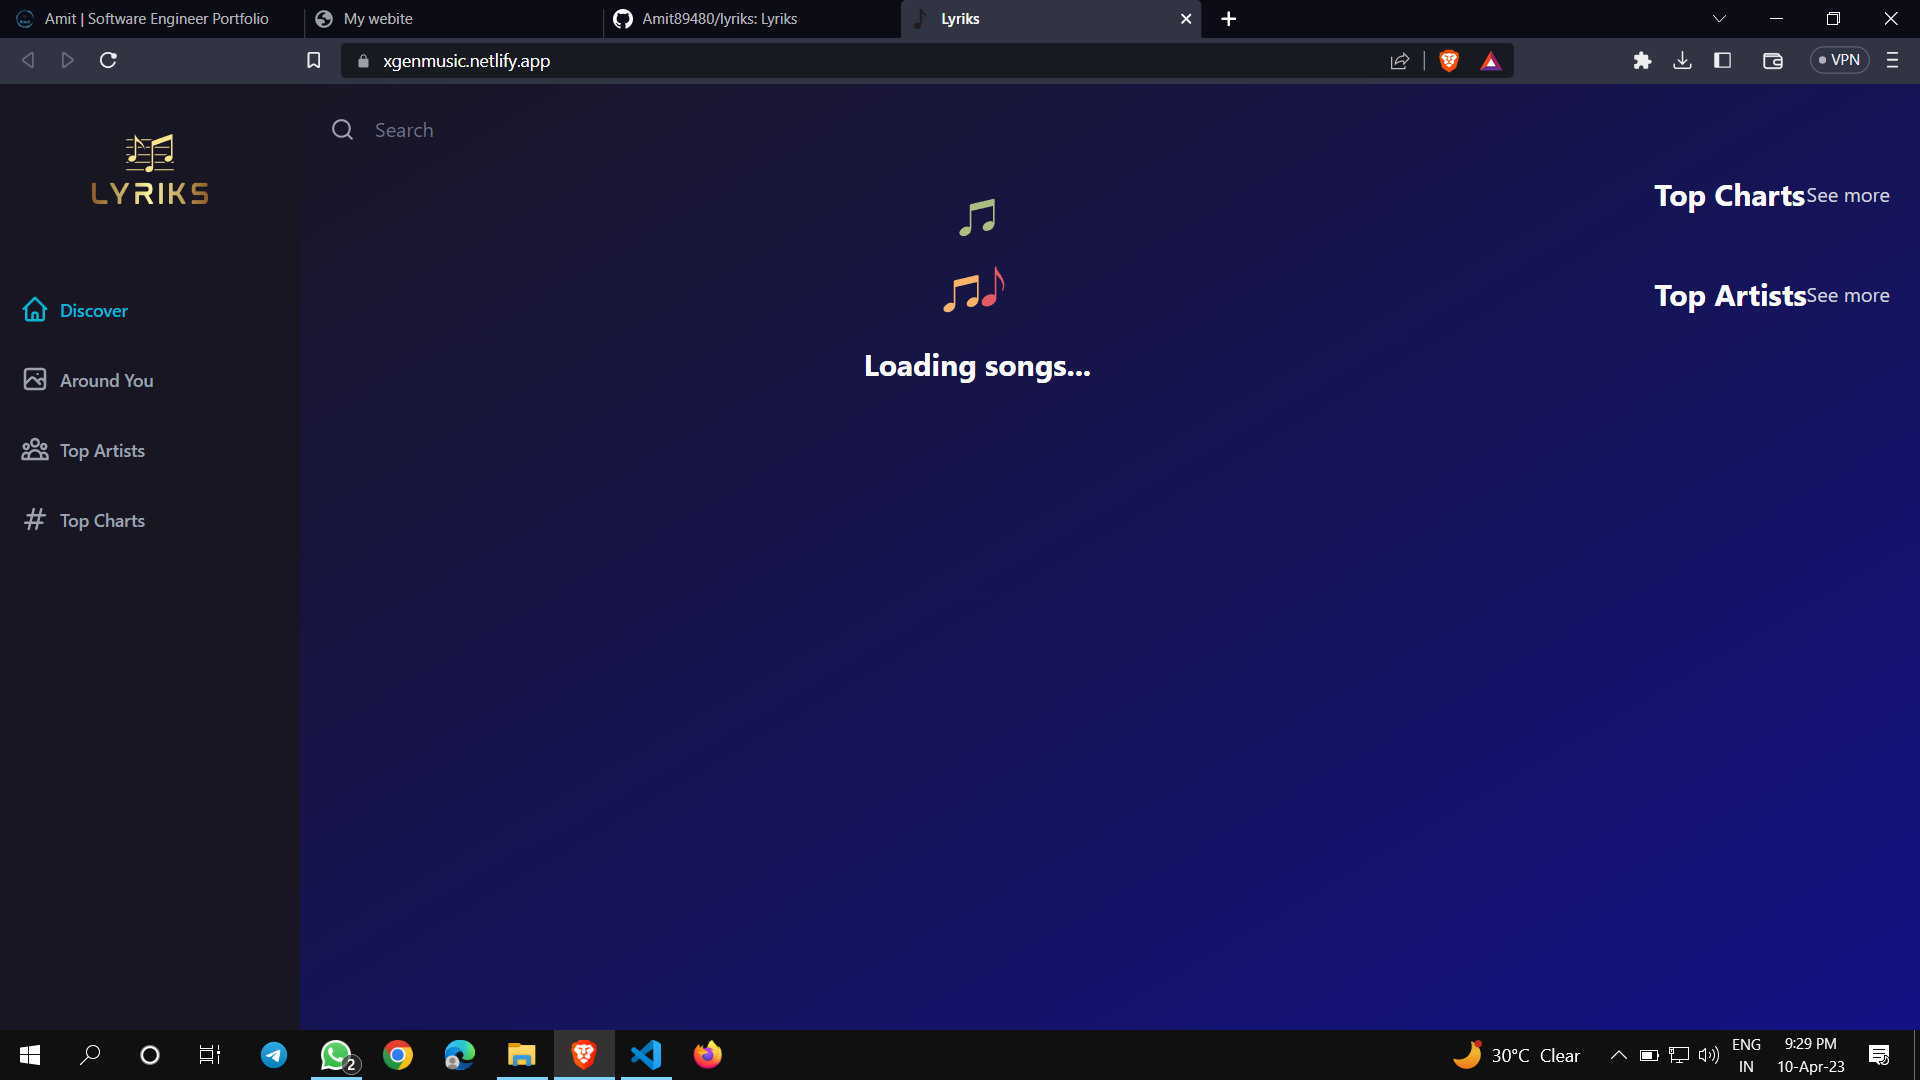 Amit | Software Engineer Portfolio
My webite
Amit89480/lyriks: Lyriks
Lyriks
xgenmusic.netlify.app
VPN
LYRIKS
Search
Discover
Around You
Top Artists
Top Charts
Loading songs...
Top Charts See more
Top Artists See more
2
30°C Clear
ENG
IN
9:29 PM
10-Apr-23